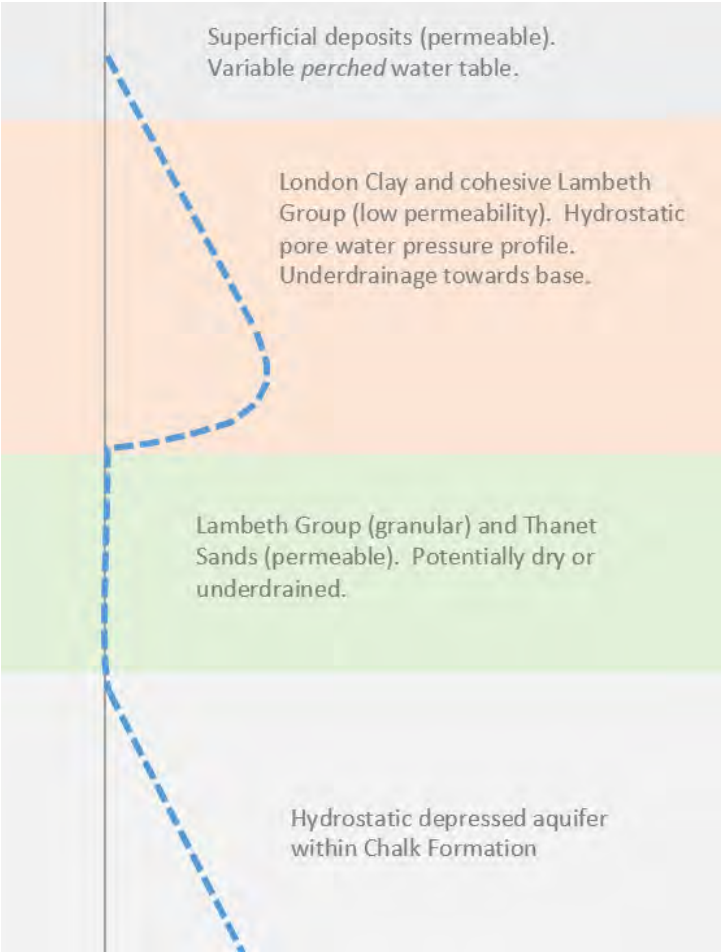 Superficial deposits (permeable).
Variable perched water table.
London Clay and cohesive Lambeth
Group (low permeability). Hydrostatic
pore water pressure profile.
Underdrainage towards base.
Lambeth Group (granular) and Thanet
Sands (permeable). Potentially dry or
underdrained.
Hydrostatic depressed aquifer
within Chalk Formation